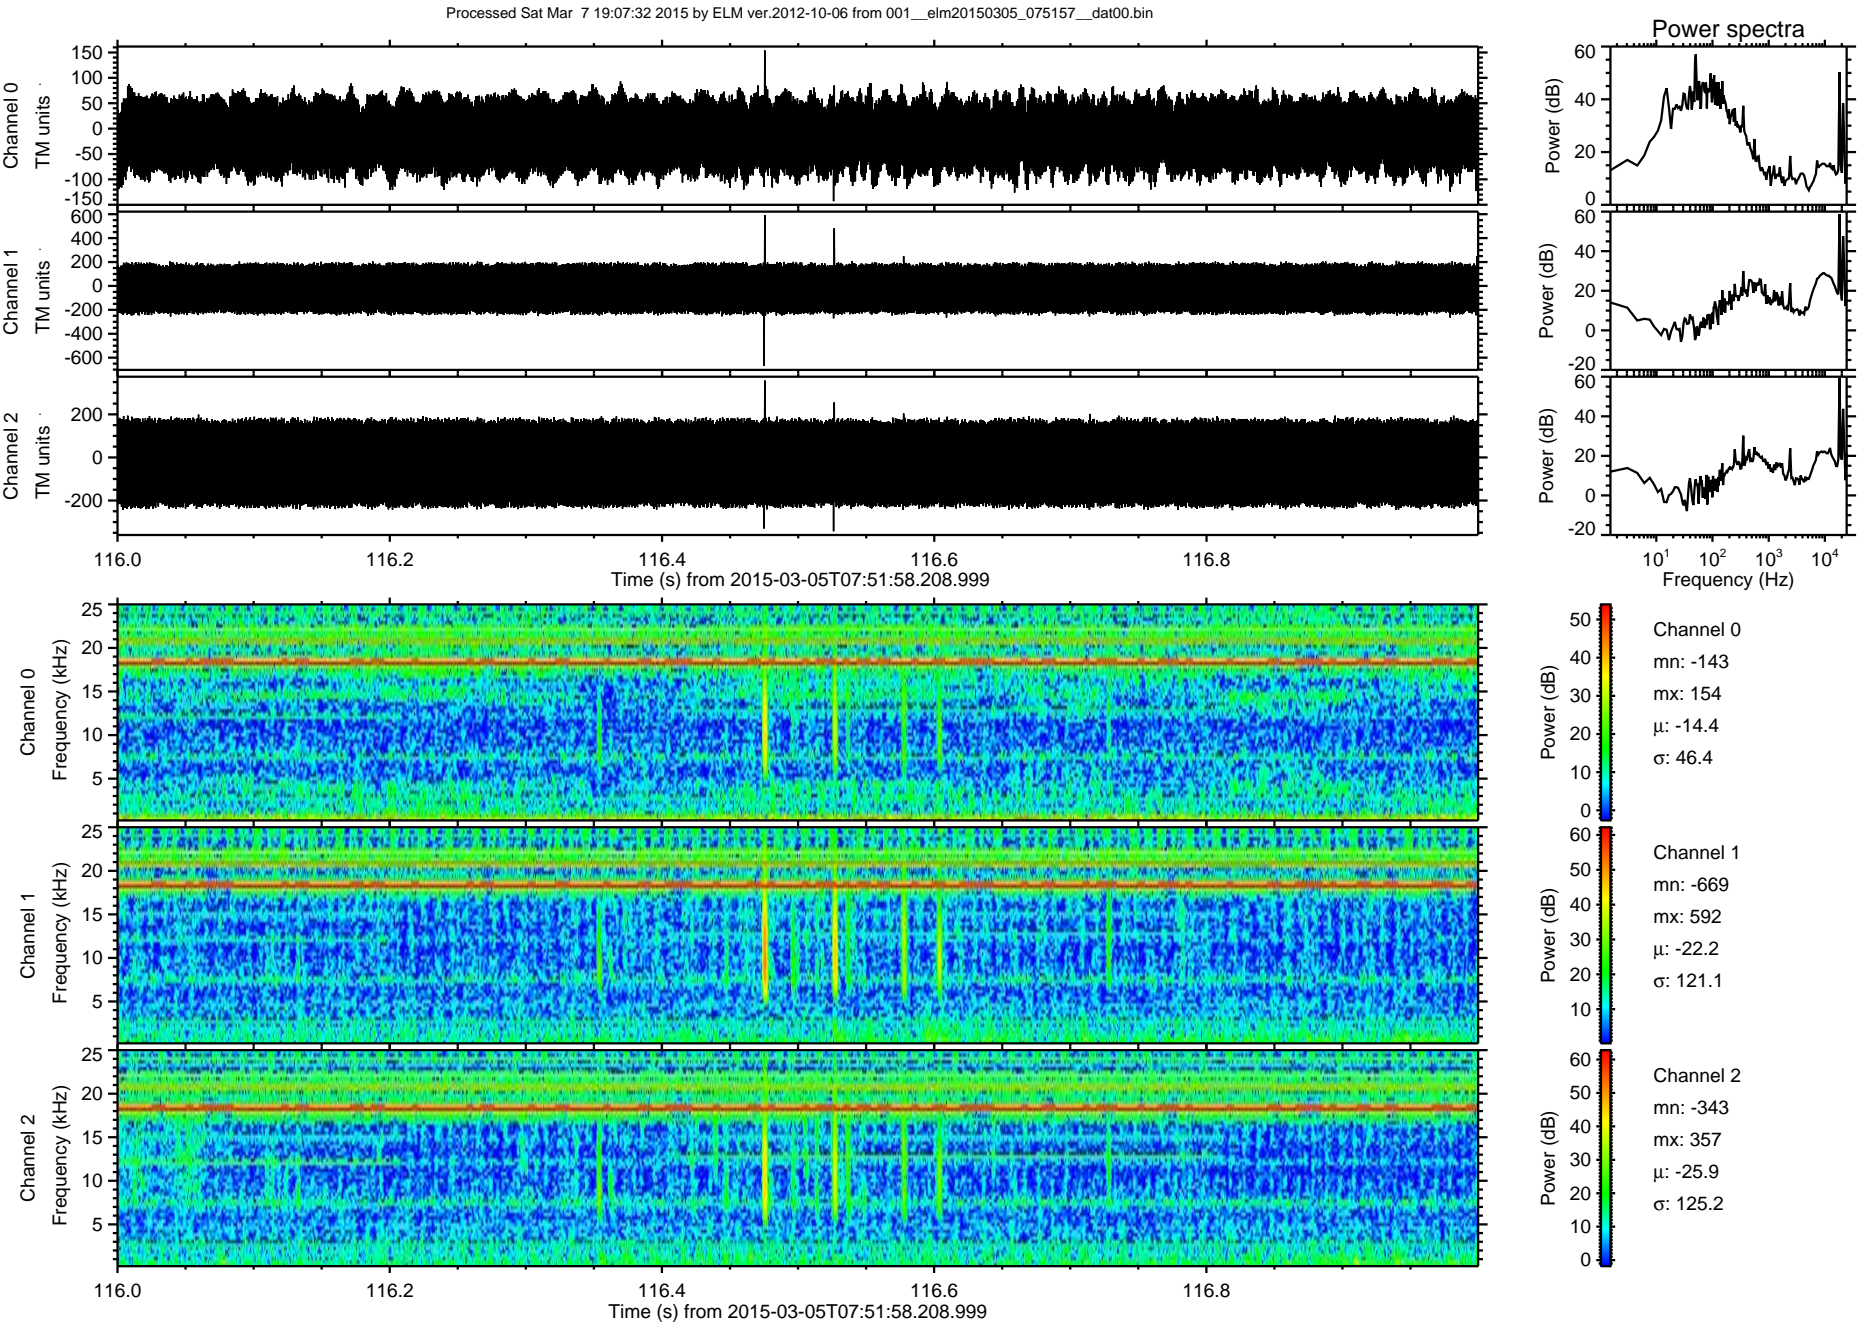 Processed Sat Mar 7 19:07:32 2015 by ELM ver.2012-10-06 from 001__elm20150305_075157__dat00.bin
Power spectra
Channel 0
TM units
150
100
50
0
-50
-100
-150
Power (dB)
60
40
20
0
Channel 1
TM units
600
400
200
0
-200
-400
-600
Power (dB)
60
40
20
0
-20
Channel 2
TM units
200
0
-200
Power (dB)
60
40
20
0
-20
116.0 116.2 116.4 116.6 116.8
Time (s) from 2015-03-05T07:51:58.208.999
10^1 10^2 10^3 10^4
Frequency (Hz)
Channel 0
Frequency (kHz)
25
20
15
10
5
Power (dB)
50
40
30
20
10
0
Channel 0
mn: -143
mx: 154
μ: -14.4
σ: 46.4
Channel 1
Frequency (kHz)
25
20
15
10
5
Power (dB)
60
50
40
30
20
10
Channel 1
mn: -669
mx: 592
μ: -22.2
σ: 121.1
Channel 2
Frequency (kHz)
25
20
15
10
5
Power (dB)
60
50
40
30
20
10
0
Channel 2
mn: -343
mx: 357
μ: -25.9
σ: 125.2
116.0 116.2 116.4 116.6 116.8
Time (s) from 2015-03-05T07:51:58.208.999